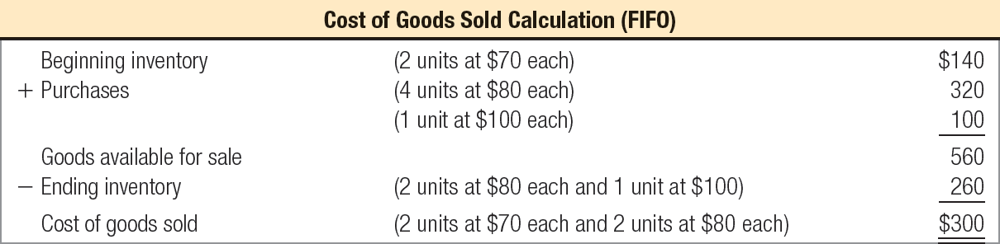 Cost of Goods Sold Calculation (FIFO)
Beginning inventory (2 units at $70 each) $140
+ Purchases (4 units at $80 each) 320
(1 unit at $100 each) 100
Goods available for sale 560
− Ending inventory (2 units at $80 each and 1 unit at $100) 260
Cost of goods sold (2 units at $70 each and 2 units at $80 each) $300